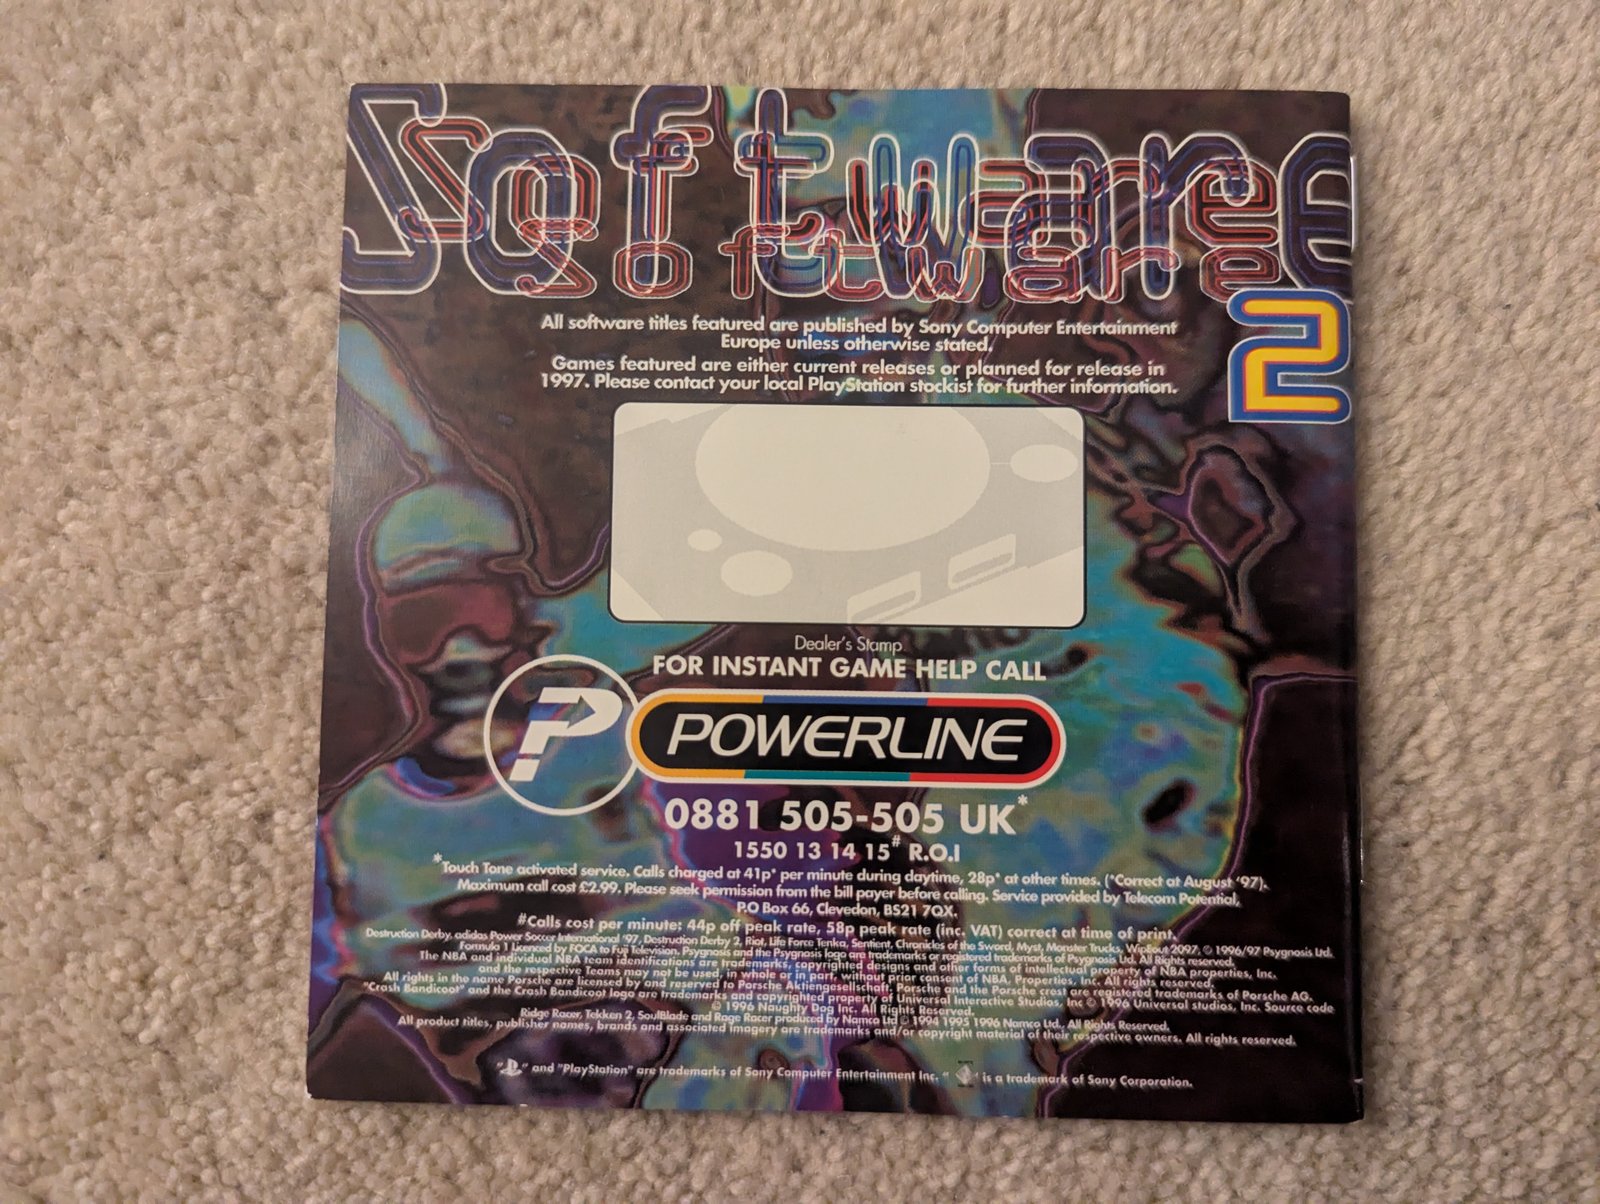 Software
Software
Software
2
All software titles featured are published by Sony Computer Entertainment
Europe unless otherwise stated.
Games featured are either current releases or planned for release in
1997. Please contact your local PlayStation stockist for further information.
Dealer's Stamp
FOR INSTANT GAME HELP CALL
POWERLINE
0881 505-505 UK*
1550 13 14 15# R.O.I
*Touch Tone activated service. Calls charged at 41p* per minute during daytime, 28p* at other times. (*Correct at August '97).
Maximum call cost £2.99. Please seek permission from the bill payer before calling. Service provided by Telecom Potential,
P.O Box 66, Clevedon, BS21 7QX.
#Calls cost per minute: 44p off peak rate, 58p peak rate (inc. VAT) correct at time of print.
Destruction Derby, adidas Power Soccer International '97, Destruction Derby 2, Riot, Life Force Tenka, Sentient, Chronicles of the Sword, Myst, Monster Trucks, WipEout 2097, © 1996/97 Psygnosis Ltd.
Formula 1 Licenced by FOCA to Fuji Television. Psygnosis and the Psygnosis logo are trademarks or registered trademarks of Psygnosis Ltd. All Rights reserved.
The NBA and individual NBA team identifications are trademarks, copyrighted designs and other forms of intellectual property of NBA properties, Inc.
and the respective Teams may not be used, in whole or in part, without prior consent of NBA, Properties, Inc. All rights reserved.
All rights in the name Porsche are licensed by and reserved to Porsche Aktiengesellschaft. Porsche and the Porsche crest are registered trademarks of Porsche AG.
"Crash Bandicoot" and the Crash Bandicoot logo are trademarks and copyrighted property of Universal Interactive Studios, Inc © 1996 Universal studios, Inc. Source code
© 1996 Naughty Dog Inc. All Rights Reserved.
Ridge Racer, Tekken 2, SoulBlade and Rage Racer produced by Namco Ltd © 1994 1995 1996 Namco Ltd., All Rights Reserved.
All product titles, publisher names, brands and associated imagery are trademarks and/or copyright material of their respective owners. All rights reserved.
" " and "PlayStation" are trademarks of Sony Computer Entertainment Inc. " " is a trademark of Sony Corporation.